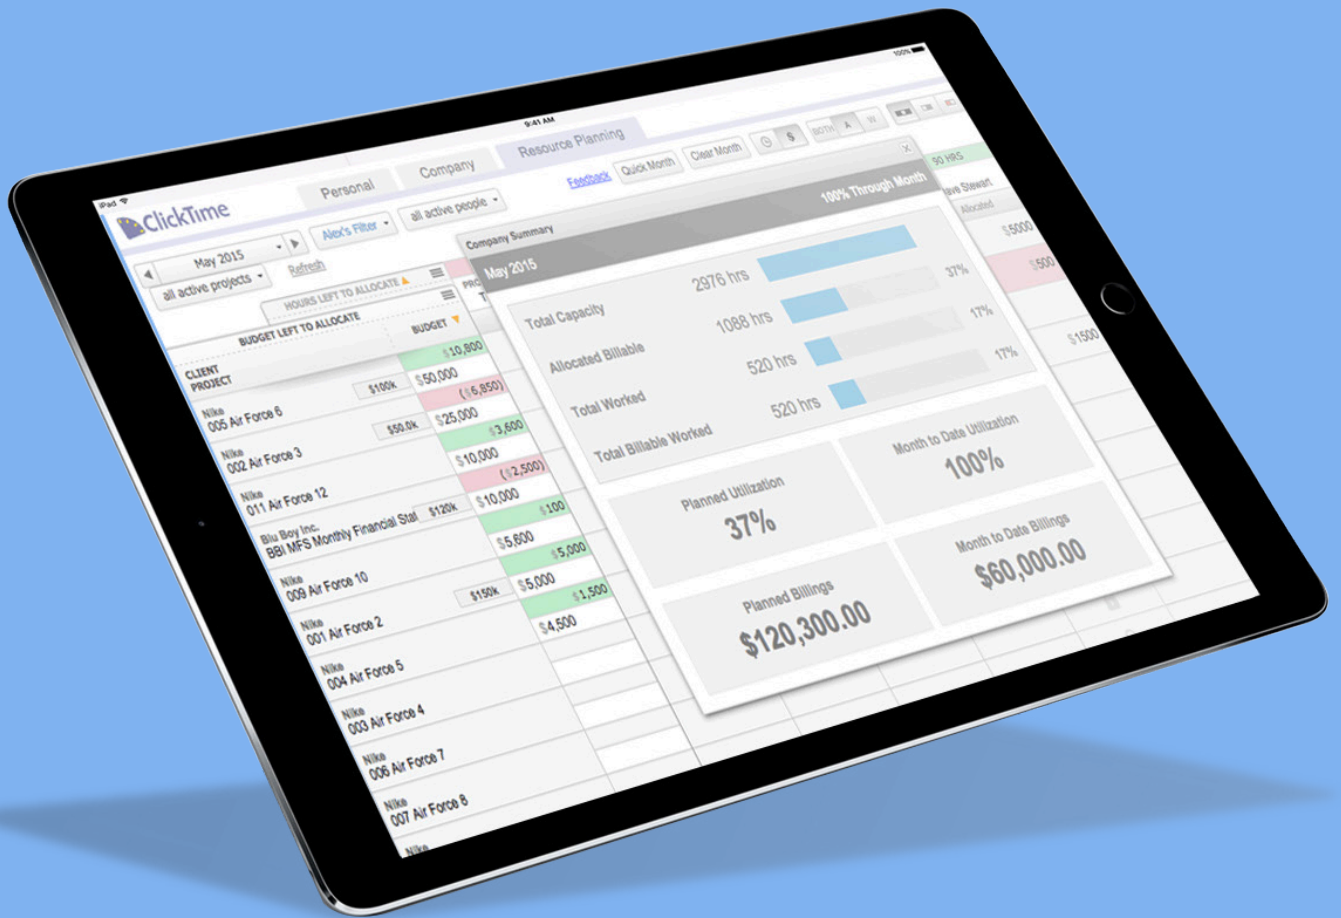 iPad
9:41 AM
100%
ClickTime
Personal
Company
Resource Planning
May 2015
Alex's Filter
all active people
Feedback
Quick Month
Clear Month
$
BOTH
A
W
all active projects
Refresh
HOURS LEFT TO ALLOCATE
BUDGET LEFT TO ALLOCATE
CLIENT
PROJECT
BUDGET
$10,800
Nike
005 Air Force 6
$100k
$50,000
($6,850)
Nike
002 Air Force 3
$50.0k
$25,000
$3,600
Nike
011 Air Force 12
$10,000
($2,500)
Blu Boy Inc.
BBI MFS Monthly Financial Stat
$120k
$10,000
$100
Nike
009 Air Force 10
$5,600
$5,000
Nike
001 Air Force 2
$150k
$5,000
$1,500
Nike
004 Air Force 5
$4,500
Nike
003 Air Force 4
Nike
006 Air Force 7
Nike
007 Air Force 8
Nike
Company Summary
May 2015
100% Through Month
Total Capacity
2976 hrs
Allocated Billable
1088 hrs
37%
Total Worked
520 hrs
17%
Total Billable Worked
520 hrs
17%
Planned Utilization
37%
Month to Date Utilization
100%
Planned Billings
$120,300.00
Month to Date Billings
$60,000.00
90 HRS
ave Stewart
Allocated
$5000
$500
$1500